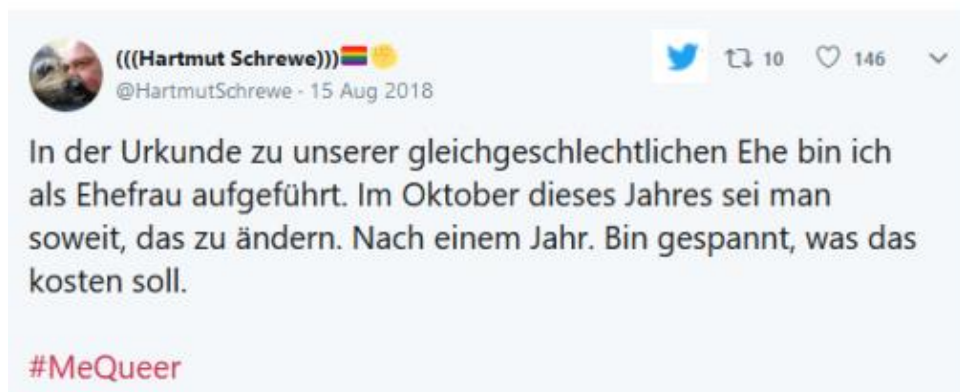 (((Hartmut Schrewe)))🏳️‍🌈✊ 10 146
@HartmutSchrewe · 15 Aug 2018
In der Urkunde zu unserer gleichgeschlechtlichen Ehe bin ich
als Ehefrau aufgeführt. Im Oktober dieses Jahres sei man
soweit, das zu ändern. Nach einem Jahr. Bin gespannt, was das
kosten soll.
#MeQueer